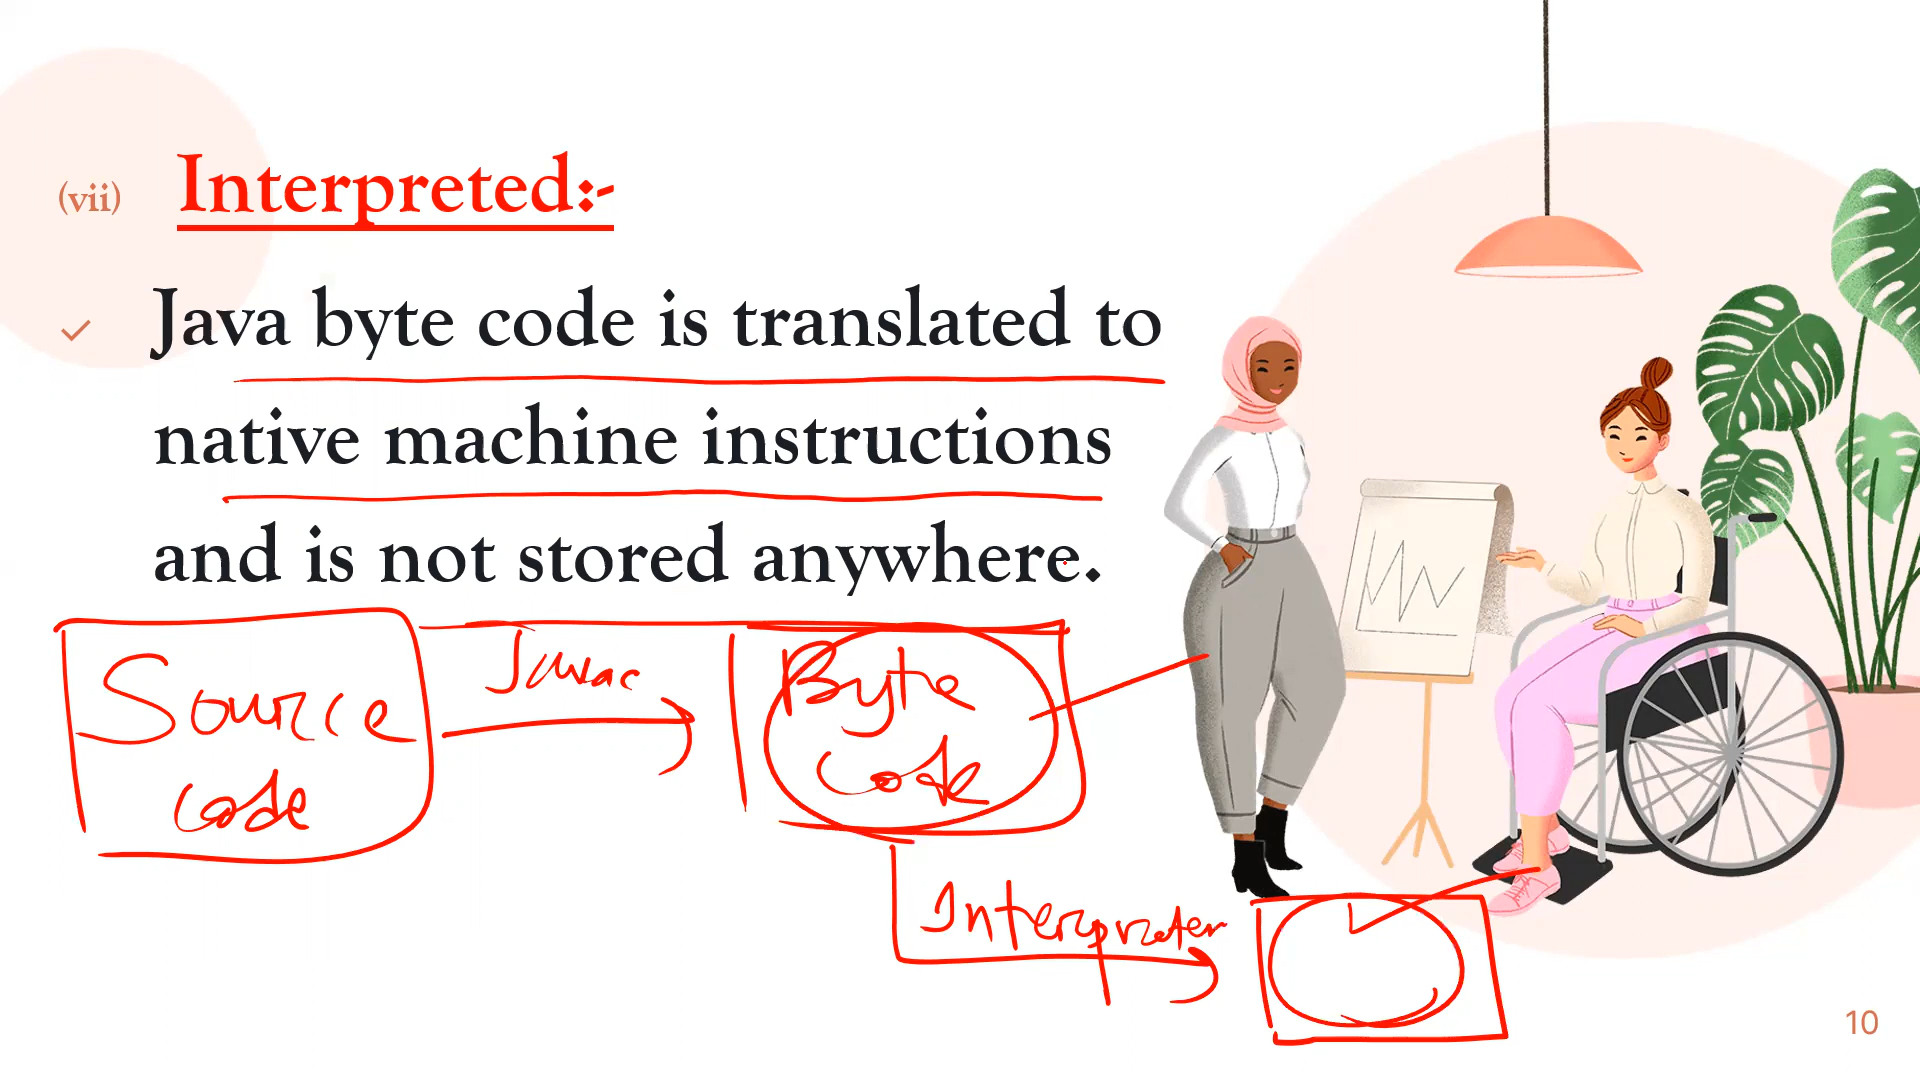 (vii) Interpreted:-
✓ Java byte code is translated to
native machine instructions
and is not stored anywhere.
Source
code
Javac
Byte
code
Interpreter
10